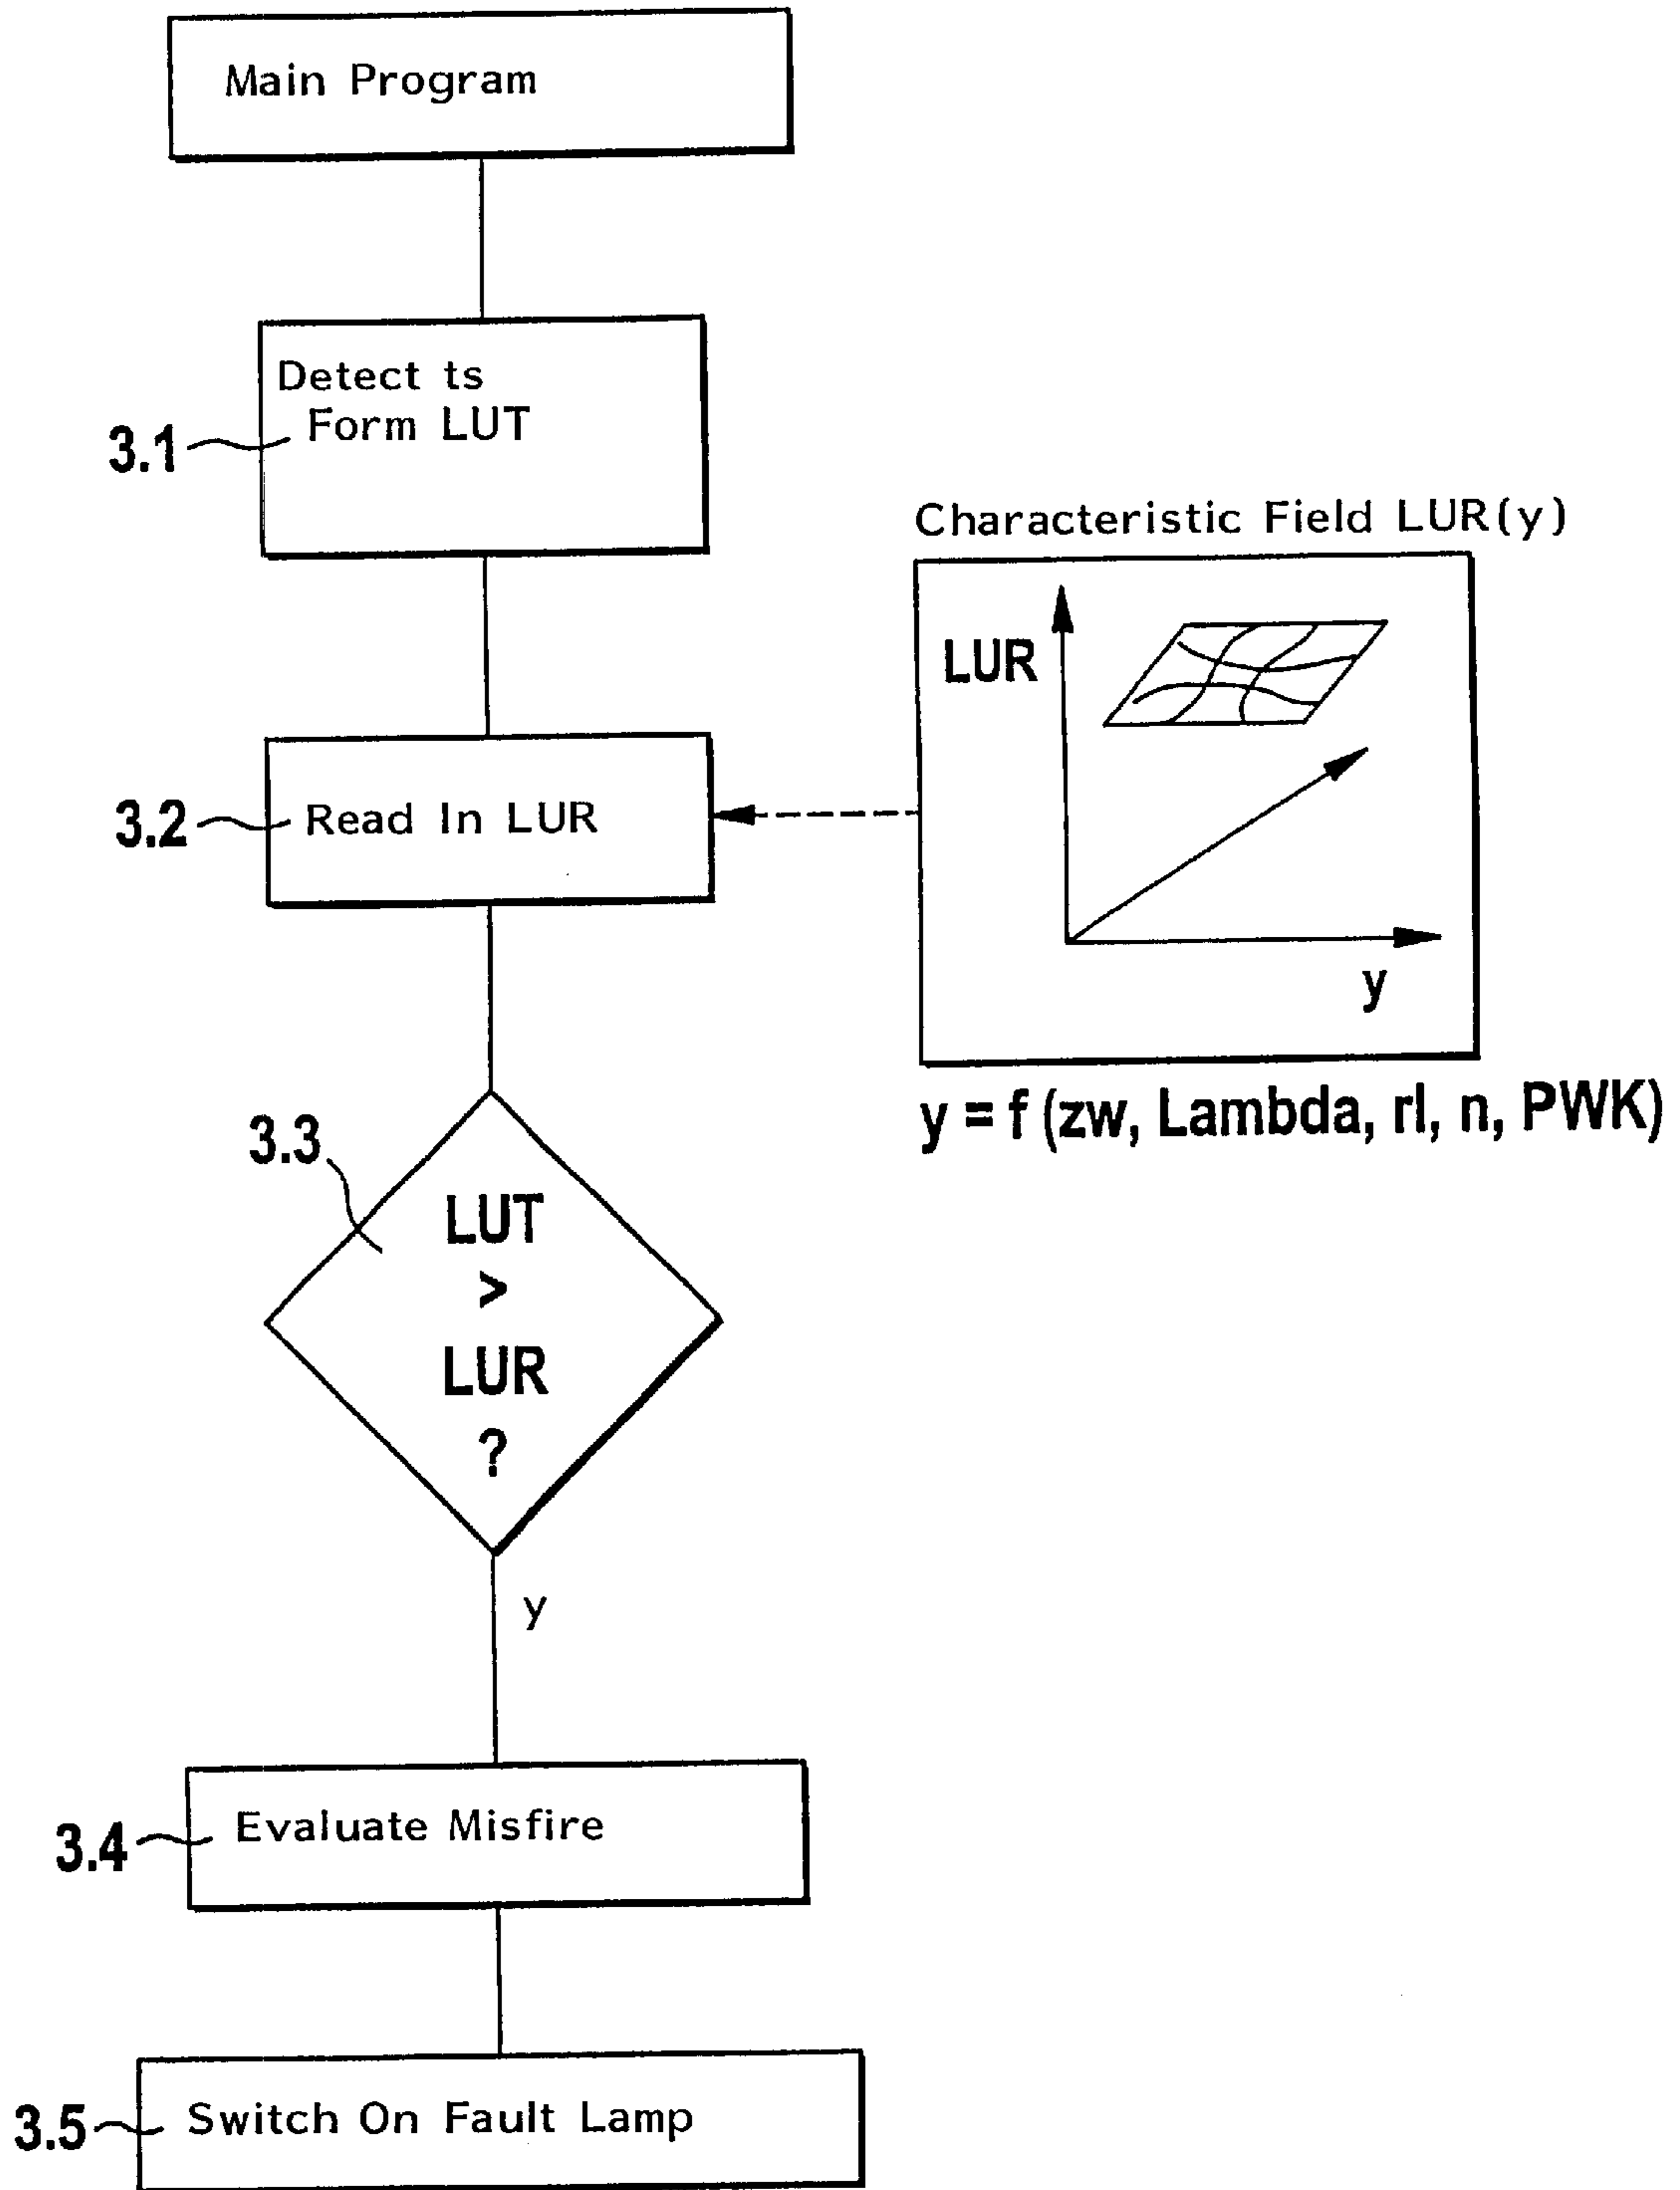 Main Program
Detect ts
Form LUT
3.1
Characteristic Field LUR(y)
LUR
y
y = f (zw, Lambda, rl, n, PWK)
3.2
Read In LUR
3.3
LUT
>
LUR
?
y
3.4
Evaluate Misfire
3.5
Switch On Fault Lamp